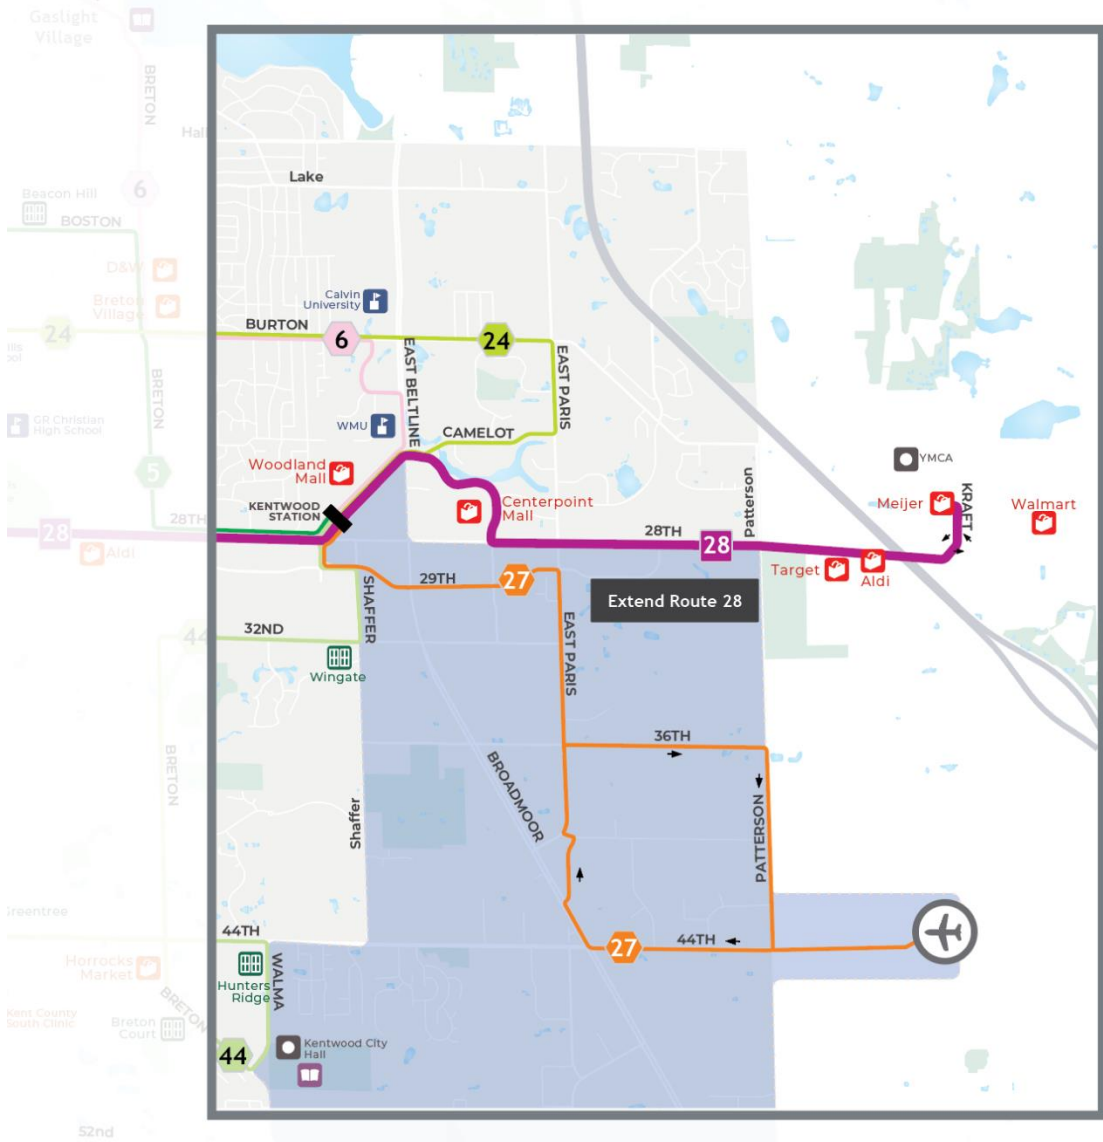 Gaslight
Village
BRETON
Hall
Lake
6
Beacon Hill
BOSTON
D&W
Breton
Village
Calvin
University
BURTON
6
24
24
EAST BELTLINE
EAST PARIS
BRETON
GR Christian
High School
WMU
CAMELOT
5
Woodland
Mall
KENTWOOD
STATION
Centerpoint
Mall
Patterson
YMCA
Meijer
KRAFT
Walmart
28TH
28
Aldi
28TH
28
Target
Aldi
SHAFFER
29TH
27
Extend Route 28
32ND
44
EAST PARIS
Wingate
36TH
BRETON
BROADMOOR
Shaffer
PATTERSON
Greentree
44TH
27
44TH
Horrocks
Market
Hunters
Ridge
WALMA
BRETON
Kent County
South Clinic
Breton
Court
44
Kentwood City
Hall
52nd